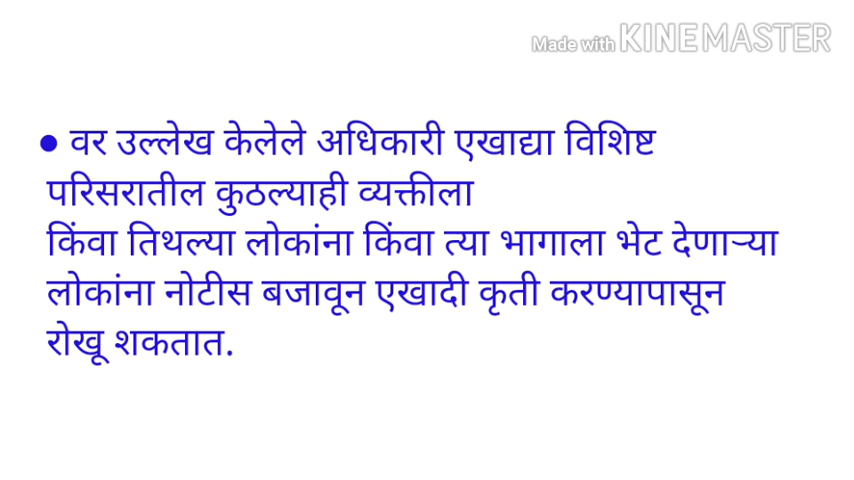 Made with KINEMASTER
● वर उल्लेख केलेले अधिकारी एखाद्या विशिष्ट
परिसरातील कुठल्याही व्यक्तीला
किंवा तिथल्या लोकांना किंवा त्या भागाला भेट देणाऱ्या
लोकांना नोटीस बजावून एखादी कृती करण्यापासून
रोखू शकतात.